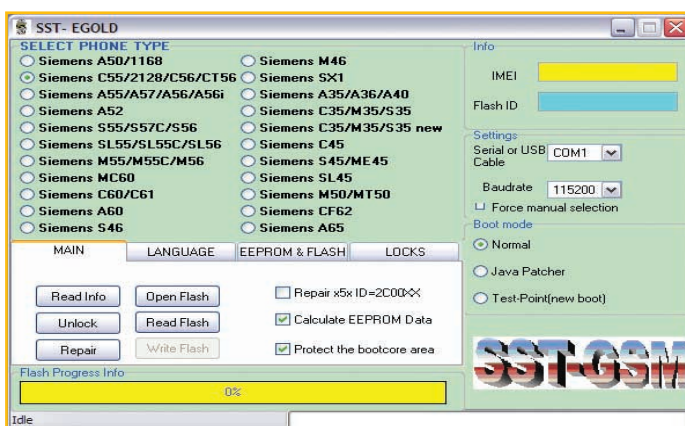 SST- EGOLD
SELECT PHONE TYPE
Siemens A50/1168
Siemens C55/2128/C56/CT56
Siemens A55/A57/A56/A56i
Siemens A52
Siemens S55/S57C/S56
Siemens SL55/SL55C/SL56
Siemens M55/M55C/M56
Siemens MC60
Siemens C60/C61
Siemens A60
Siemens S46
Siemens M46
Siemens SX1
Siemens A35/A36/A40
Siemens C35/M35/S35
Siemens C35/M35/S35 new
Siemens C45
Siemens S45/ME45
Siemens SL45
Siemens M50/MT50
Siemens CF62
Siemens A65
Info
IMEI
Flash ID
Settings
Serial or USB Cable
COM1
Baudrate
115200
Force manual selection
Boot mode
Normal
Java Patcher
Test-Point(new boot)
MAIN
LANGUAGE
EEPROM & FLASH
LOCKS
Read Info
Open Flash
Repair x5x ID=2C00XX
Unlock
Read Flash
Calculate EEPROM Data
Repair
Write Flash
Protect the bootcore area
SST-GSM
Flash Progress Info
0%
Idle